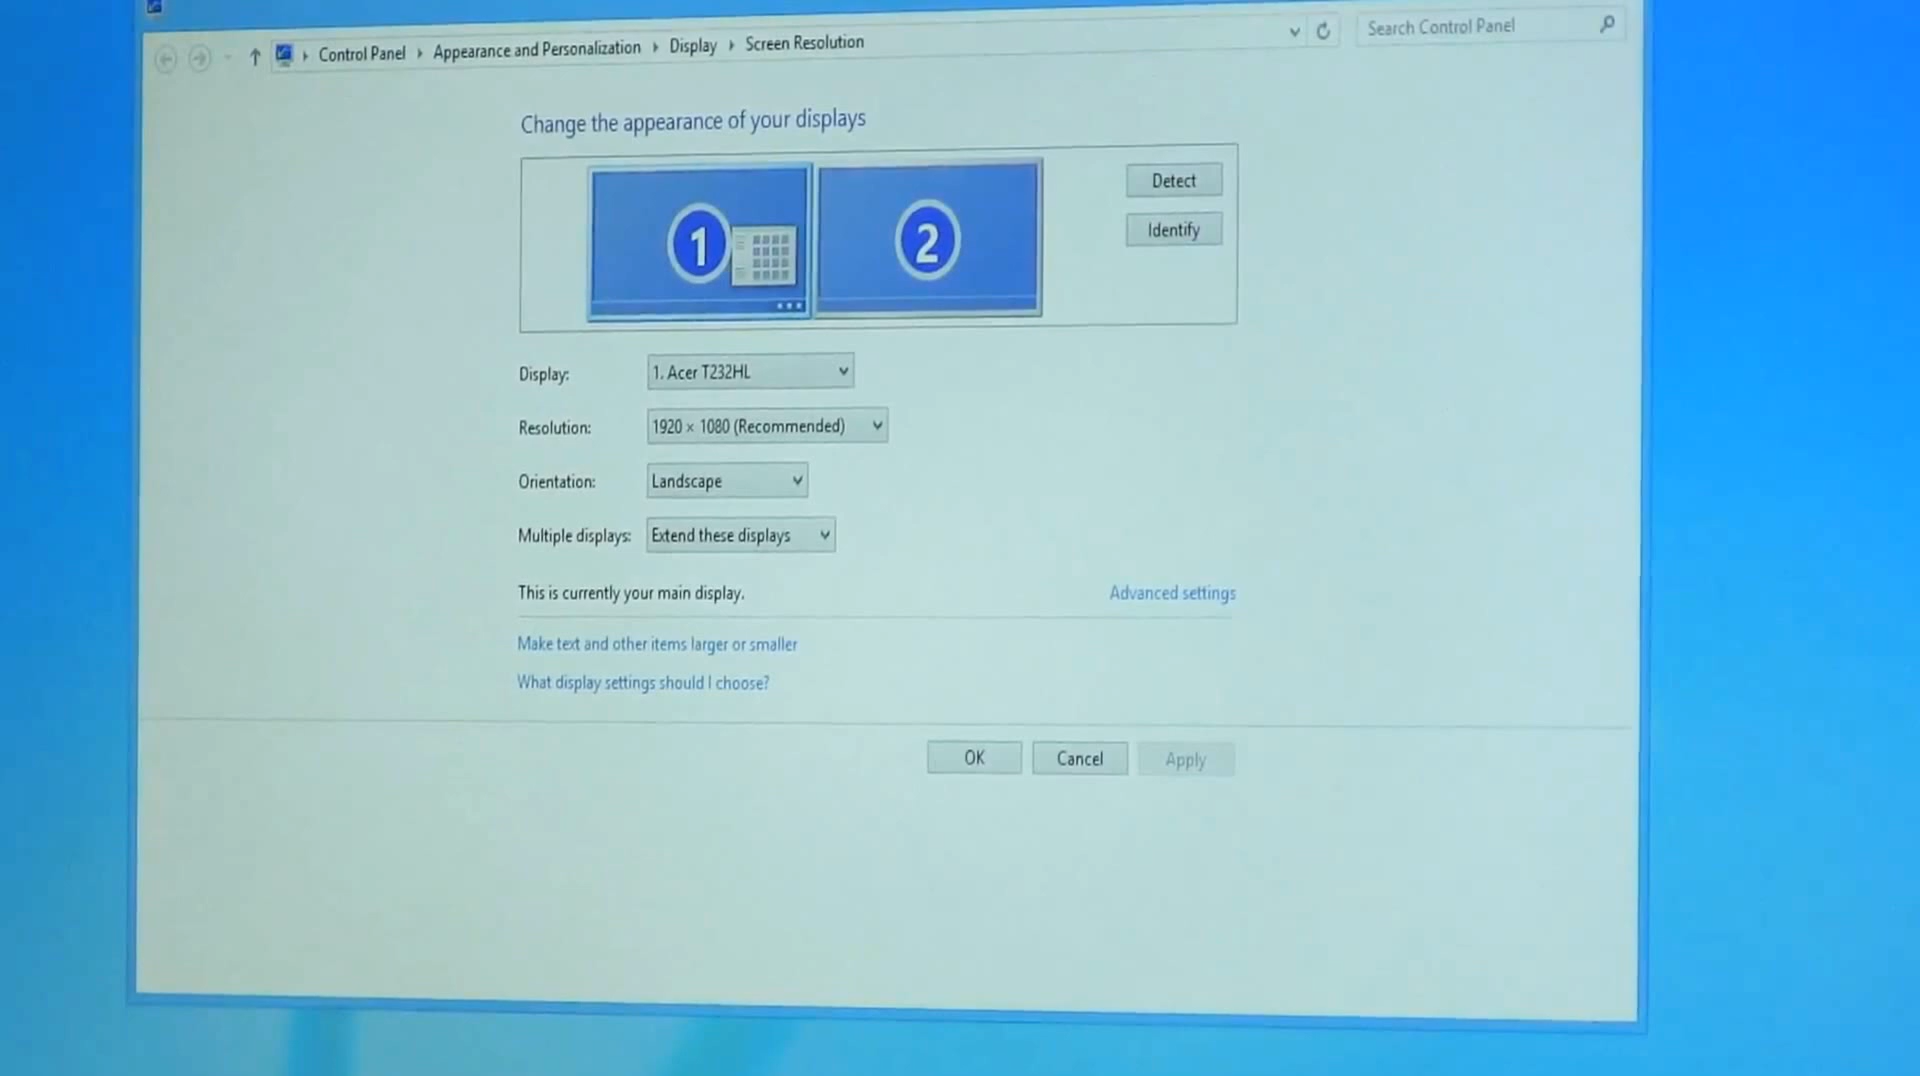 Control Panel › Appearance and Personalization › Display › Screen Resolution
Search Control Panel
Change the appearance of your displays
1
2
Detect
Identify
Display: 1. Acer T232HL
Resolution: 1920 × 1080 (Recommended)
Orientation: Landscape
Multiple displays: Extend these displays
This is currently your main display.
Advanced settings
Make text and other items larger or smaller
What display settings should I choose?
OK Cancel Apply